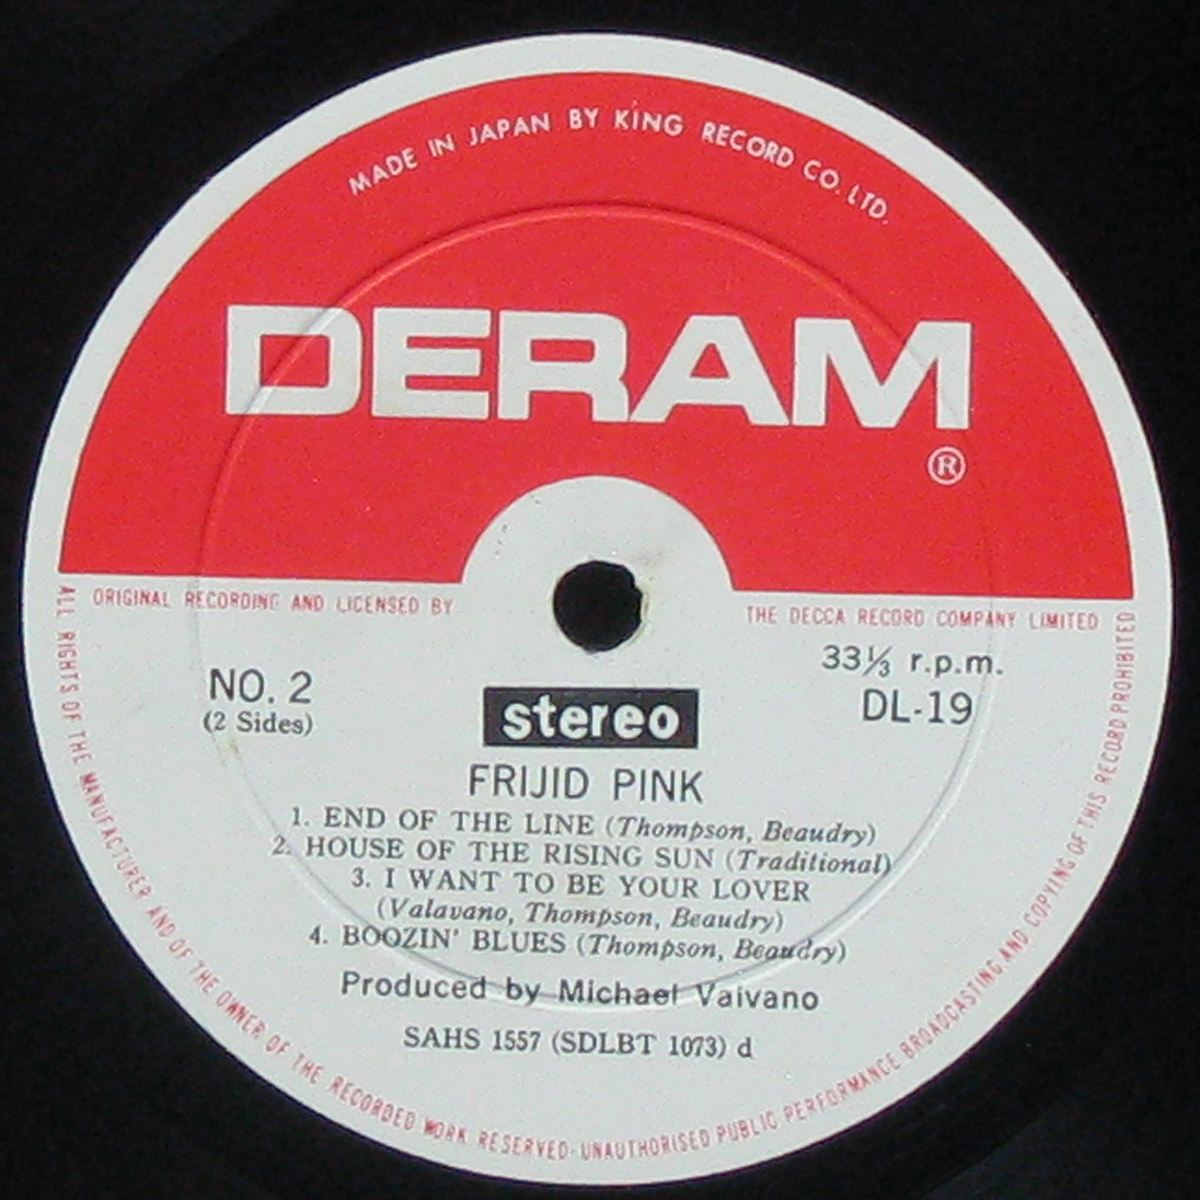 MADE IN JAPAN BY KING RECORD CO. LTD.
DERAM
®
ORIGINAL RECORDING AND LICENSED BY
THE DECCA RECORD COMPANY LIMITED
33⅓ r.p.m.
NO. 2
DL-19
(2 Sides)
stereo
FRIJID PINK
1. END OF THE LINE (Thompson, Beaudry)
2. HOUSE OF THE RISING SUN (Traditional)
3. I WANT TO BE YOUR LOVER
(Valavano, Thompson, Beaudry)
4. BOOZIN' BLUES (Thompson, Beaudry)
Produced by Michael Valvano
SAHS 1557 (SDLBT 1073) d
ALL RIGHTS OF THE MANUFACTURER AND OF THE OWNER OF THE RECORDED WORK RESERVED· UNAUTHORISED PUBLIC PERFORMANCE BROADCASTING AND COPYING OF THIS RECORD PROHIBITED